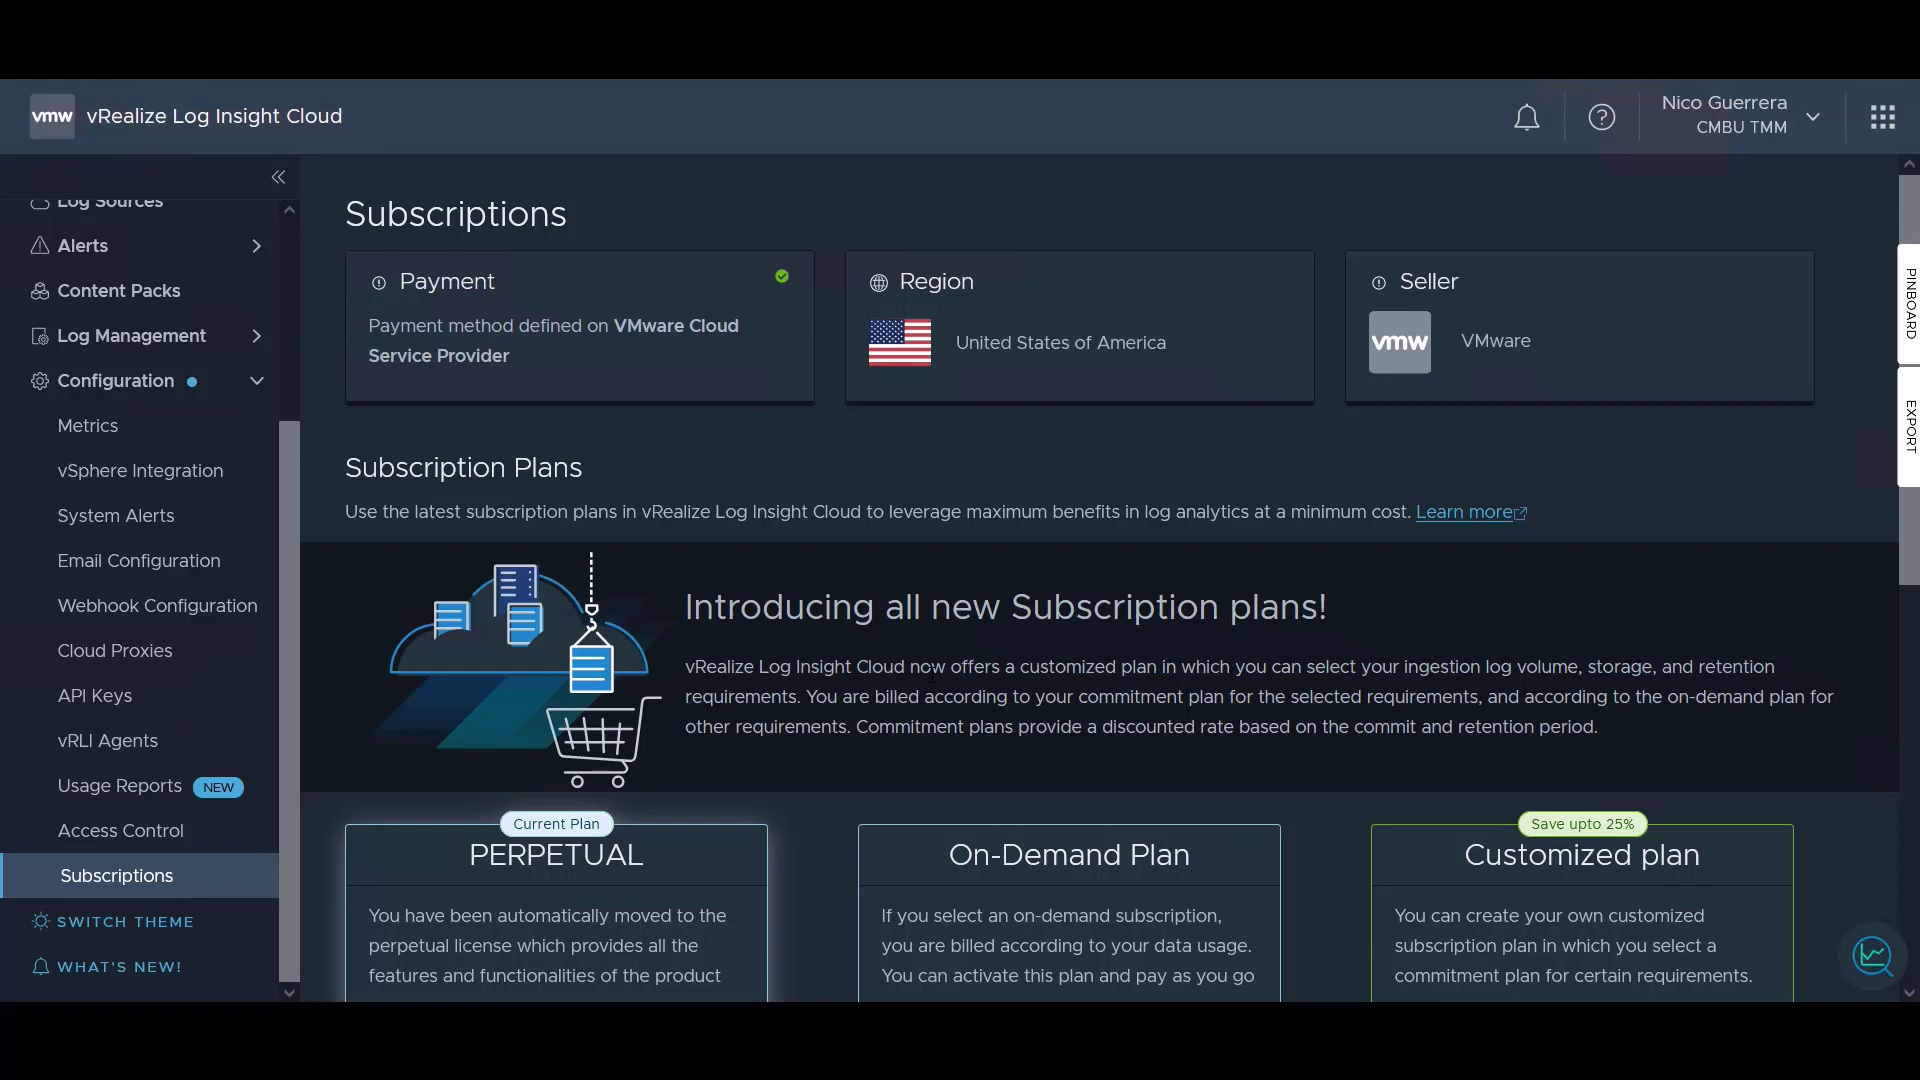 vmw vRealize Log Insight Cloud
Nico Guerrera
CMBU TMM
Log Sources
Alerts
Content Packs
Log Management
Configuration
Metrics
vSphere Integration
System Alerts
Email Configuration
Webhook Configuration
Cloud Proxies
API Keys
vRLI Agents
Usage Reports NEW
Access Control
Subscriptions
SWITCH THEME
WHAT'S NEW!
Subscriptions
Payment
Payment method defined on VMware Cloud
Service Provider
Region
United States of America
Seller
vmw VMware
Subscription Plans
Use the latest subscription plans in vRealize Log Insight Cloud to leverage maximum benefits in log analytics at a minimum cost. Learn more
Introducing all new Subscription plans!
vRealize Log Insight Cloud now offers a customized plan in which you can select your ingestion log volume, storage, and retention
requirements. You are billed according to your commitment plan for the selected requirements, and according to the on-demand plan for
other requirements. Commitment plans provide a discounted rate based on the commit and retention period.
Current Plan
PERPETUAL
You have been automatically moved to the
perpetual license which provides all the
features and functionalities of the product
On-Demand Plan
If you select an on-demand subscription,
you are billed according to your data usage.
You can activate this plan and pay as you go
Save upto 25%
Customized plan
You can create your own customized
subscription plan in which you select a
commitment plan for certain requirements.
PINBOARD
EXPORT